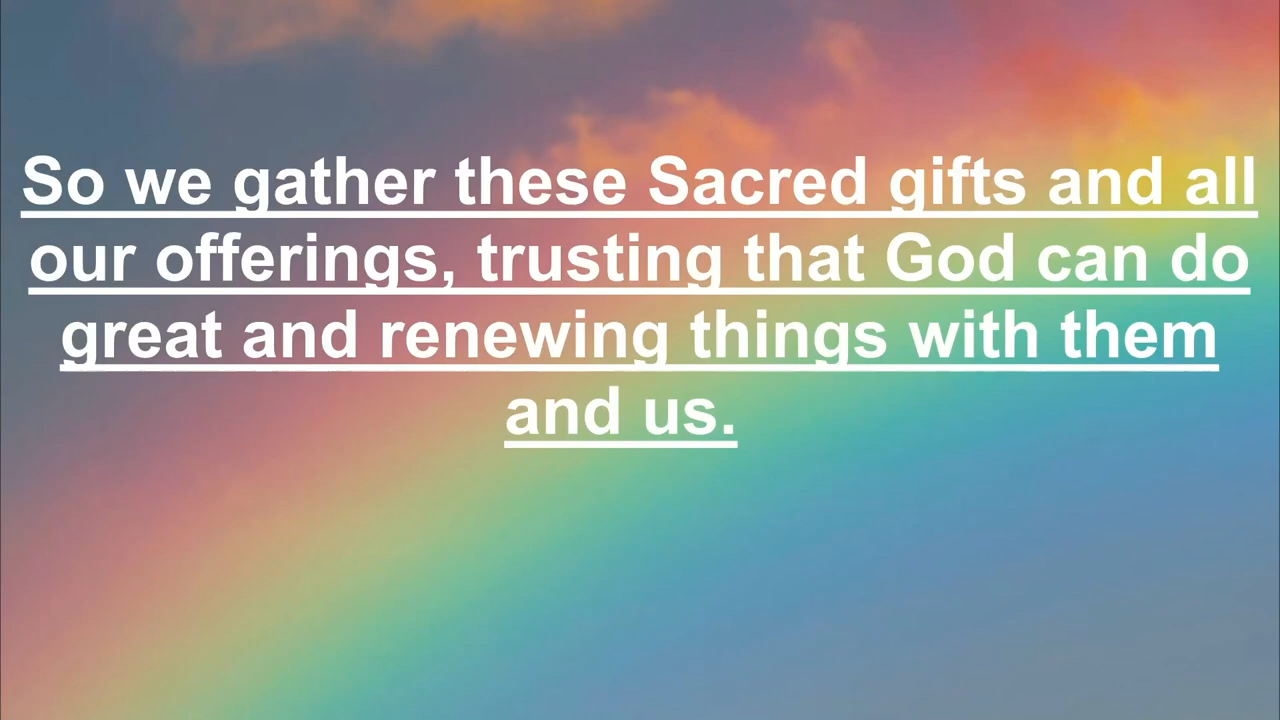 So we gather these Sacred gifts and all
our offerings, trusting that God can do
great and renewing things with them
and us.